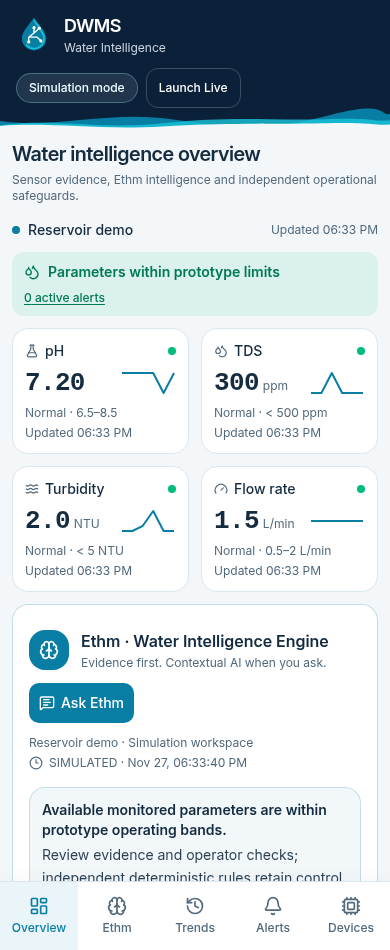 DWMS
Water Intelligence
Simulation mode
Launch Live
Water intelligence overview
Sensor evidence, Ethm intelligence and independent operational
safeguards.
Reservoir demo
Updated 06:33 PM
Parameters within prototype limits
0 active alerts
pH
7.20
Normal · 6.5–8.5
Updated 06:33 PM
TDS
300 ppm
Normal · < 500 ppm
Updated 06:33 PM
Turbidity
2.0 NTU
Normal · < 5 NTU
Updated 06:33 PM
Flow rate
1.5 L/min
Normal · 0.5–2 L/min
Updated 06:33 PM
Ethm · Water Intelligence Engine
Evidence first. Contextual AI when you ask.
Ask Ethm
Reservoir demo · Simulation workspace
SIMULATED · Nov 27, 06:33:40 PM
Available monitored parameters are within
prototype operating bands.
Review evidence and operator checks;
independent deterministic rules retain control
Overview
Ethm
Trends
Alerts
Devices